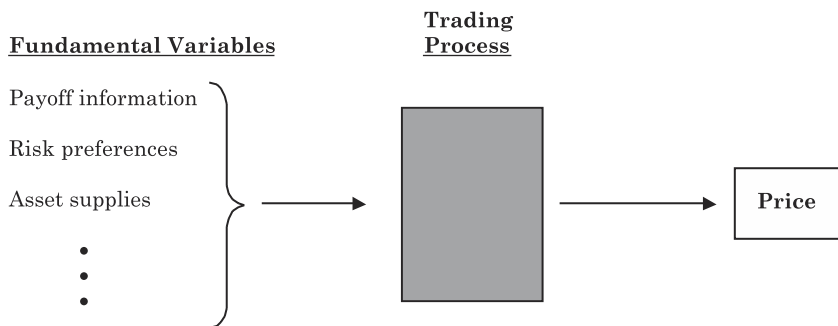 Fundamental Variables
Payoff information
Risk preferences
Asset supplies
Trading
Process
Price